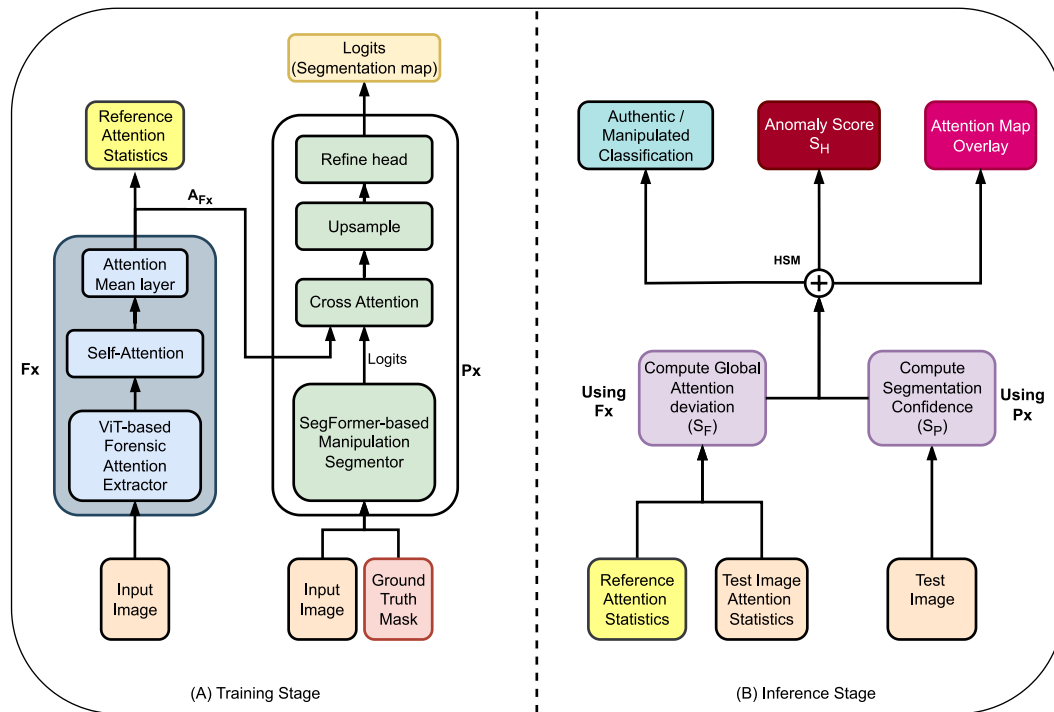 Logits
(Segmentation map)
Reference
Attention
Statistics
A_Fx
Refine head
Upsample
Attention
Mean layer
Cross Attention
Self-Attention
Logits
Fx
Px
ViT-based
Forensic
Attention
Extractor
SegFormer-based
Manipulation
Segmentor
Input
Image
Input
Image
Ground
Truth
Mask
(A) Training Stage
Authentic /
Manipulated
Classification
Anomaly Score
S_H
Attention Map
Overlay
HSM
Using
Fx
Compute Global
Attention
deviation
(S_F)
Compute
Segmentation
Confidence
(S_P)
Using
Px
Reference
Attention
Statistics
Test Image
Attention
Statistics
Test
Image
(B) Inference Stage